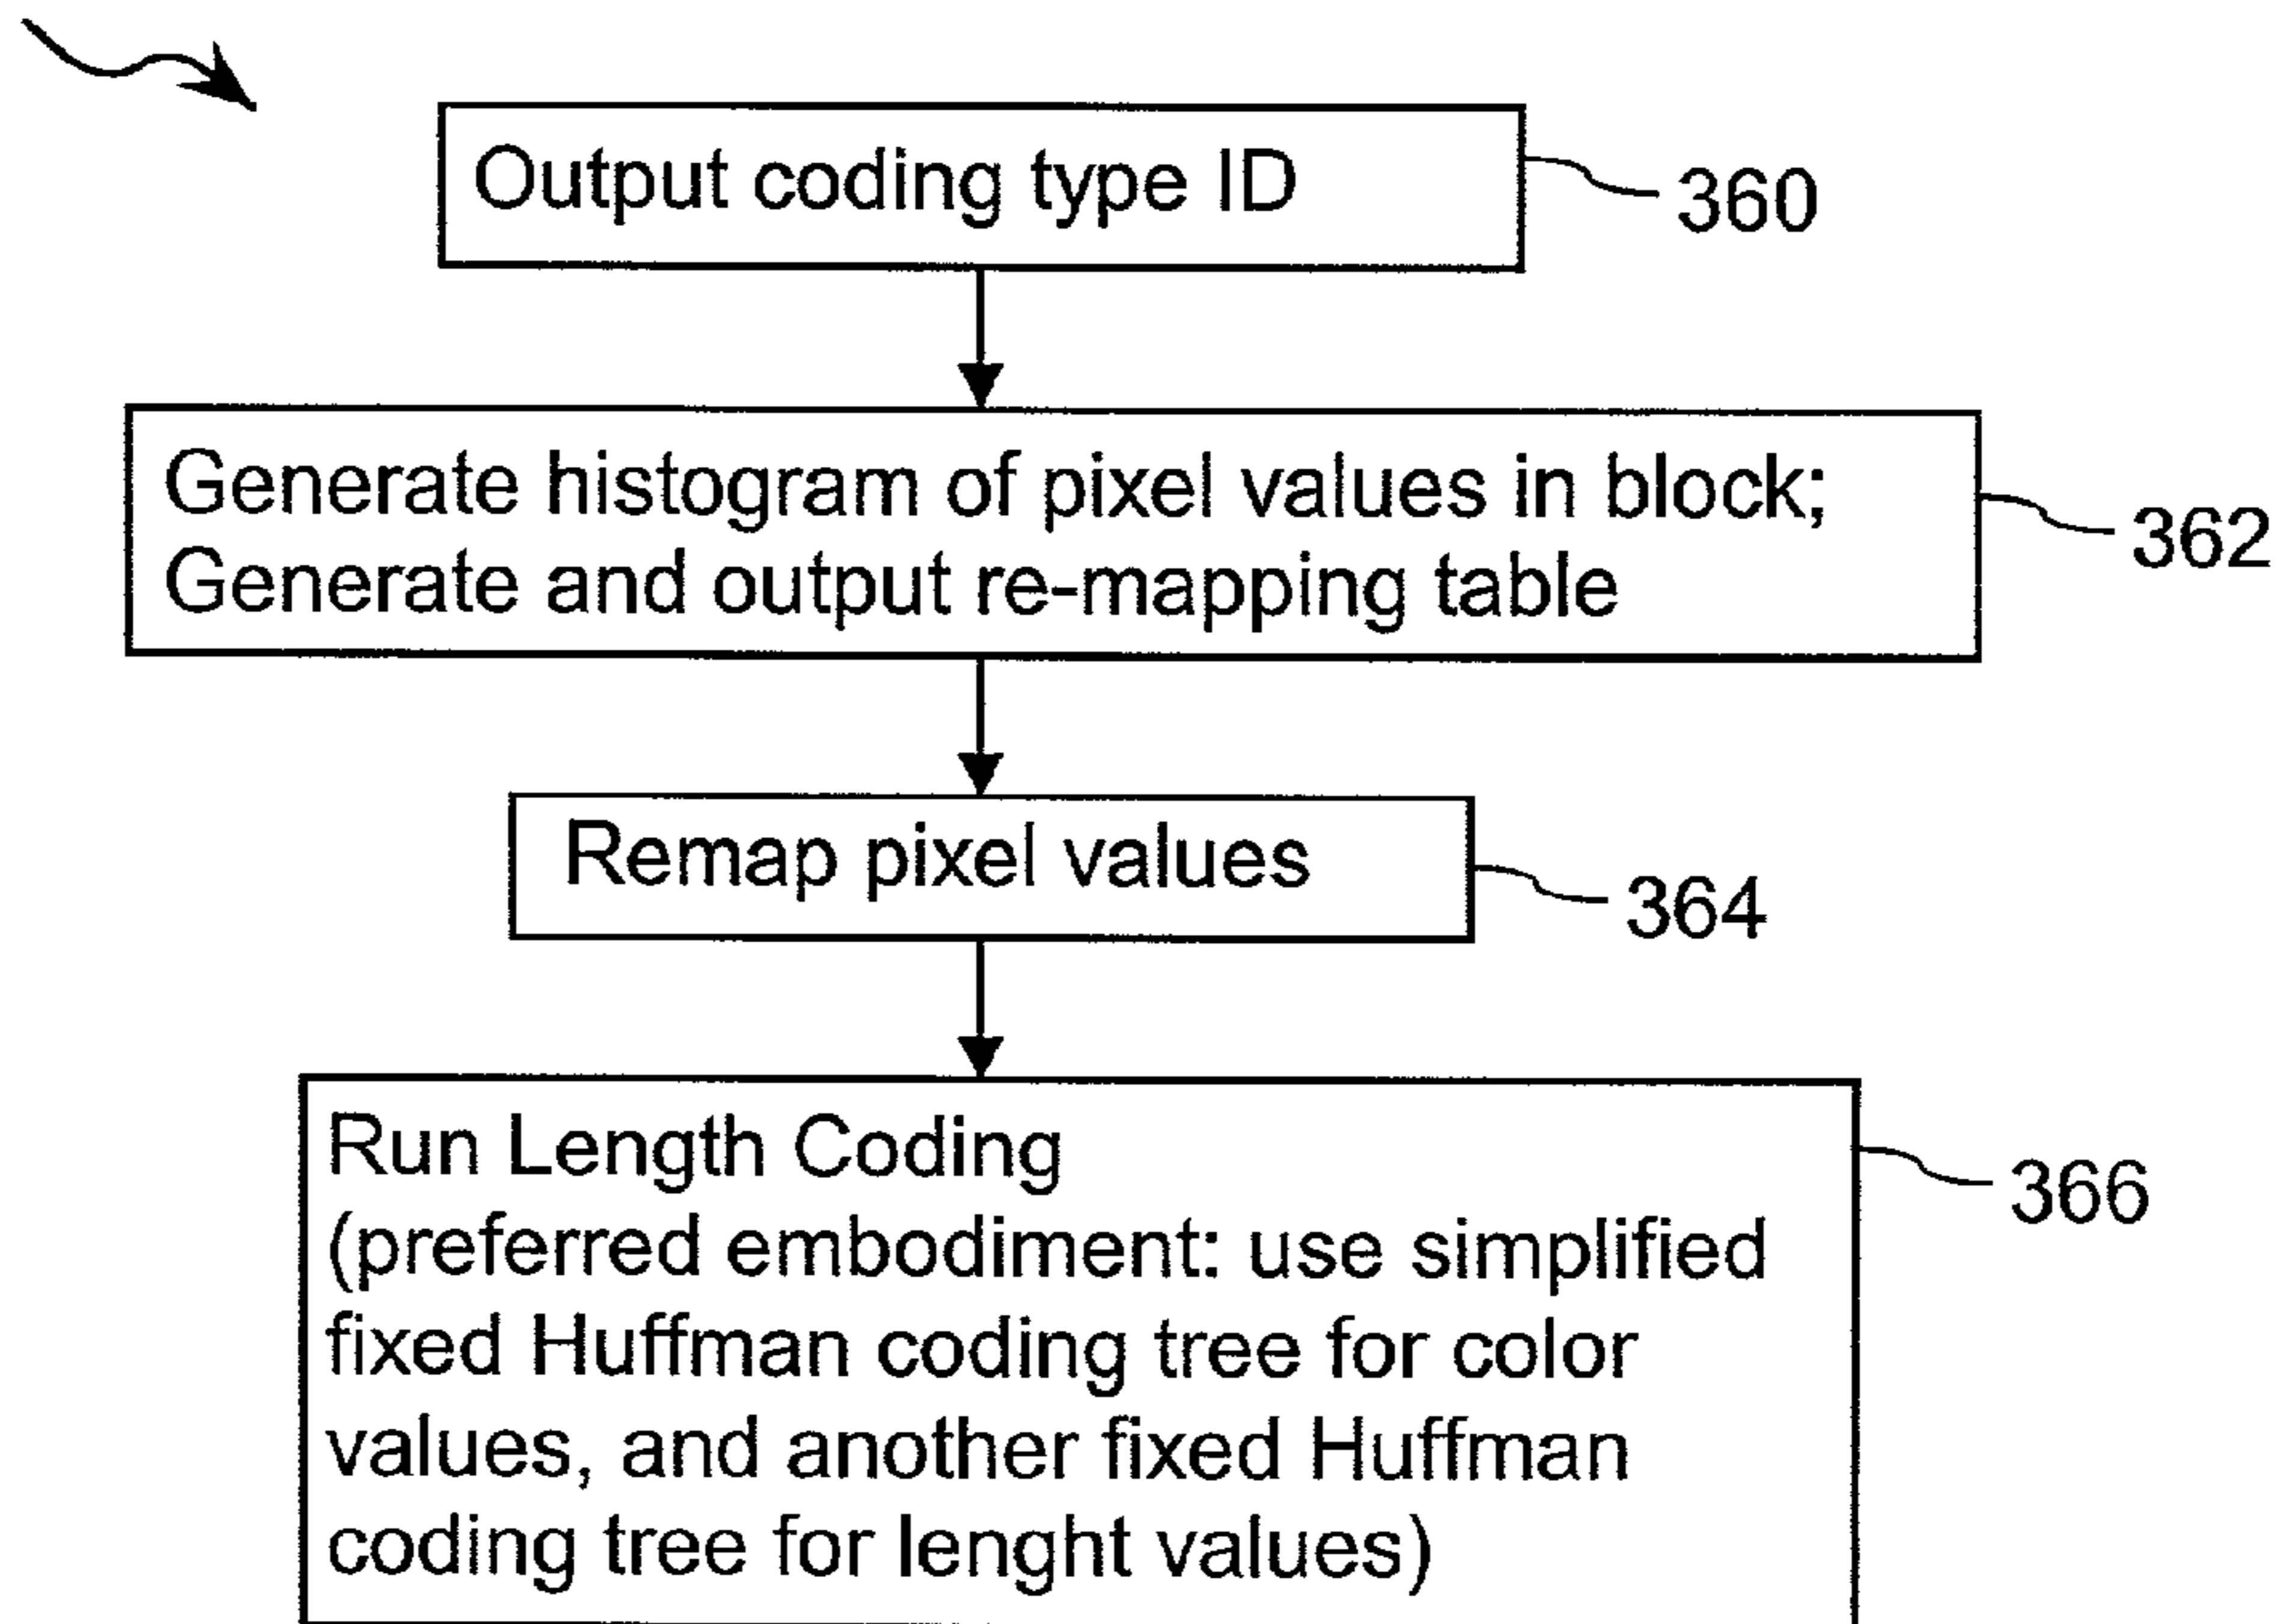 Output coding type ID
360
Generate histogram of pixel values in block;
Generate and output re-mapping table
362
Remap pixel values
364
Run Length Coding
(preferred embodiment: use simplified
fixed Huffman coding tree for color
values, and another fixed Huffman
coding tree for lenght values)
366